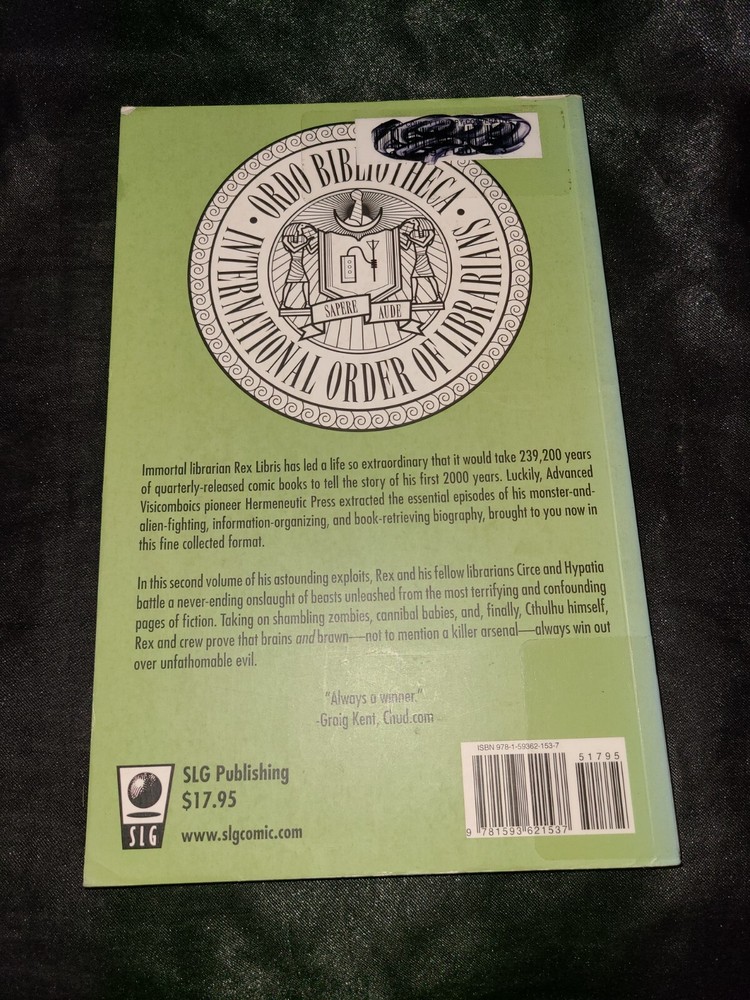 ORDO BIBLIOTHECA
INTERNATIONAL ORDER OF LIBRARIANS
SAPERE AUDE
Immortal librarian Rex Libris has led a life so extraordinary that it would take 239,200 years
of quarterly-released comic books to tell the story of his first 2000 years. Luckily, Advanced
Visicomboics pioneer Hermeneutic Press extracted the essential episodes of his monster-and-
alien-fighting, information-organizing, and book-retrieving biography, brought to you now in
this fine collected format.
In this second volume of his astounding exploits, Rex and his fellow librarians Circe and Hypatia
battle a never-ending onslaught of beasts unleashed from the most terrifying and confounding
pages of fiction. Taking on shambling zombies, cannibal babies, and, finally, Cthulhu himself,
Rex and crew prove that brains and brawn—not to mention a killer arsenal—always win out
over unfathomable evil.
"Always a winner."
-Graig Kent, Chud.com
ISBN 978-1-59362-153-7
51795
9 781593 621537
SLG Publishing
$17.95
SLG
www.slgcomic.com